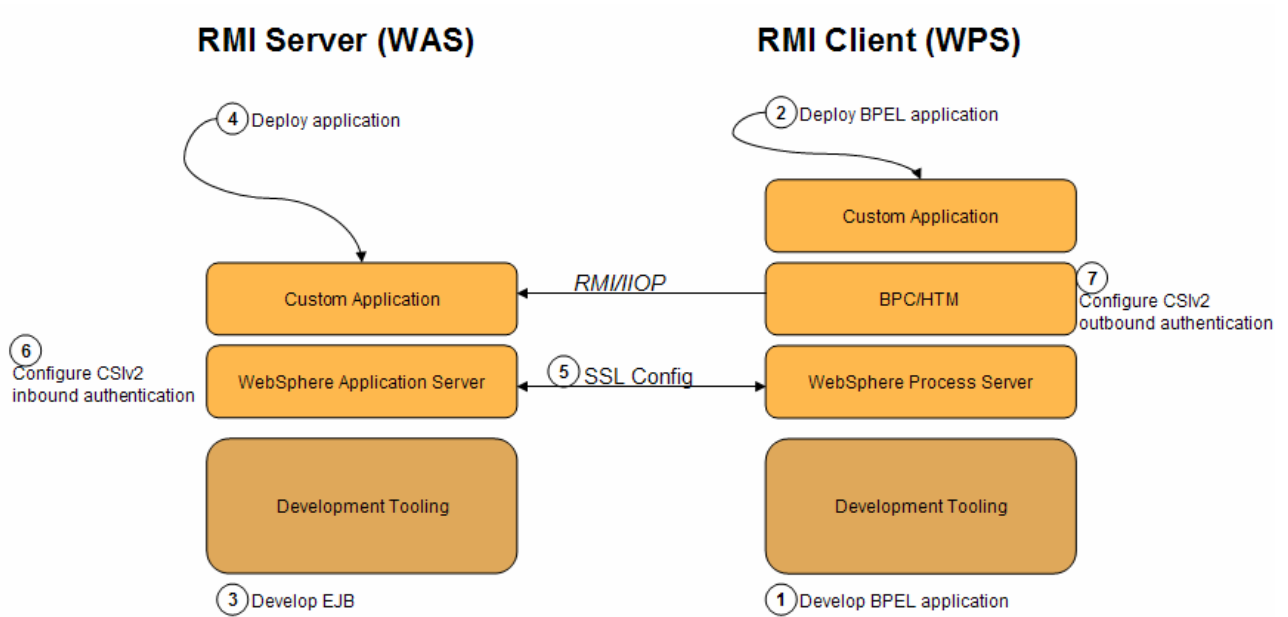 RMI Server (WAS)
RMI Client (WPS)
4 Deploy application
2 Deploy BPEL application
Custom Application
Custom Application
RMI/IIOP
BPC/HTM
7
Configure CSIv2
outbound authentication
6
Configure CSIv2
inbound authentication
WebSphere Application Server
5 SSL Config
WebSphere Process Server
Development Tooling
Development Tooling
3 Develop EJB
1 Develop BPEL application